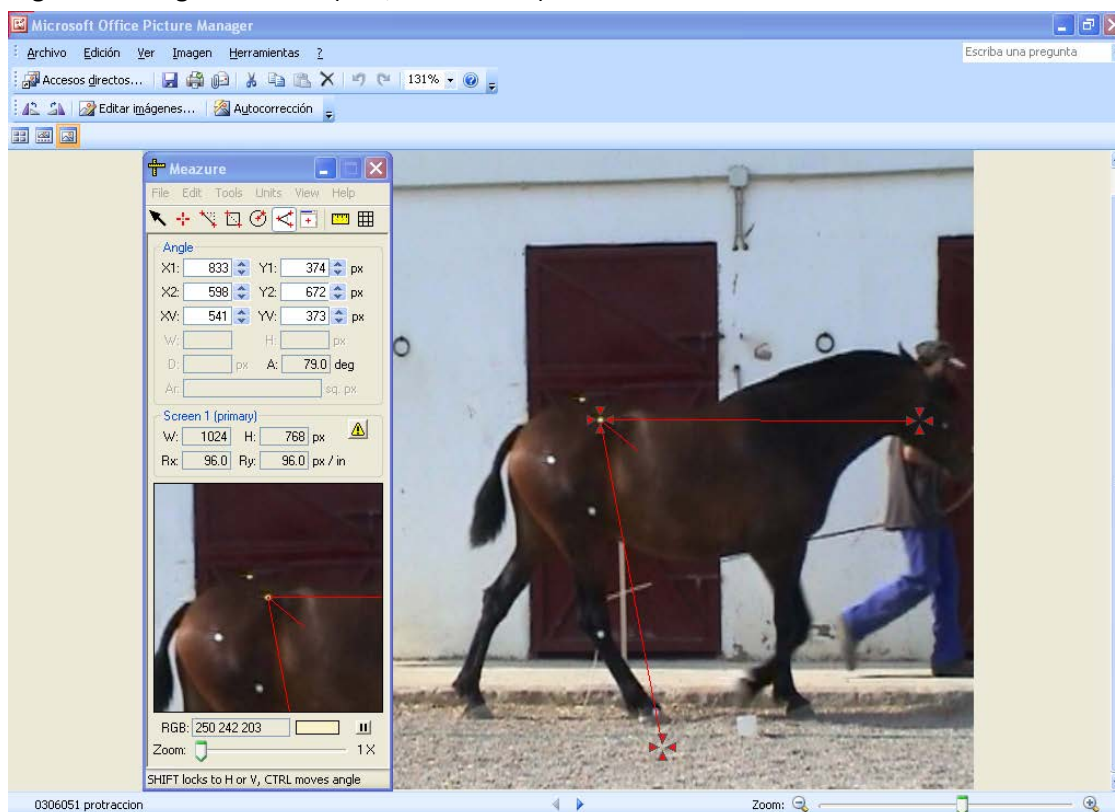 Microsoft Office Picture Manager
Archivo Edición Ver Imagen Herramientas ?
Escriba una pregunta
Accesos directos... 131%
Editar imágenes... Autocorrección
Meazure
File Edit Tools Units View Help
Angle
X1: 833 Y1: 374 px
X2: 598 Y2: 672 px
XV: 541 YV: 373 px
W: H: px
D: px A: 79.0 deg
Ar: sq. px
Screen 1 (primary)
W: 1024 H: 768 px
Rx: 96.0 Ry: 96.0 px / in
RGB: 250 242 203
Zoom: 1X
SHIFT locks to H or V, CTRL moves angle
0306051 protraccion Zoom: